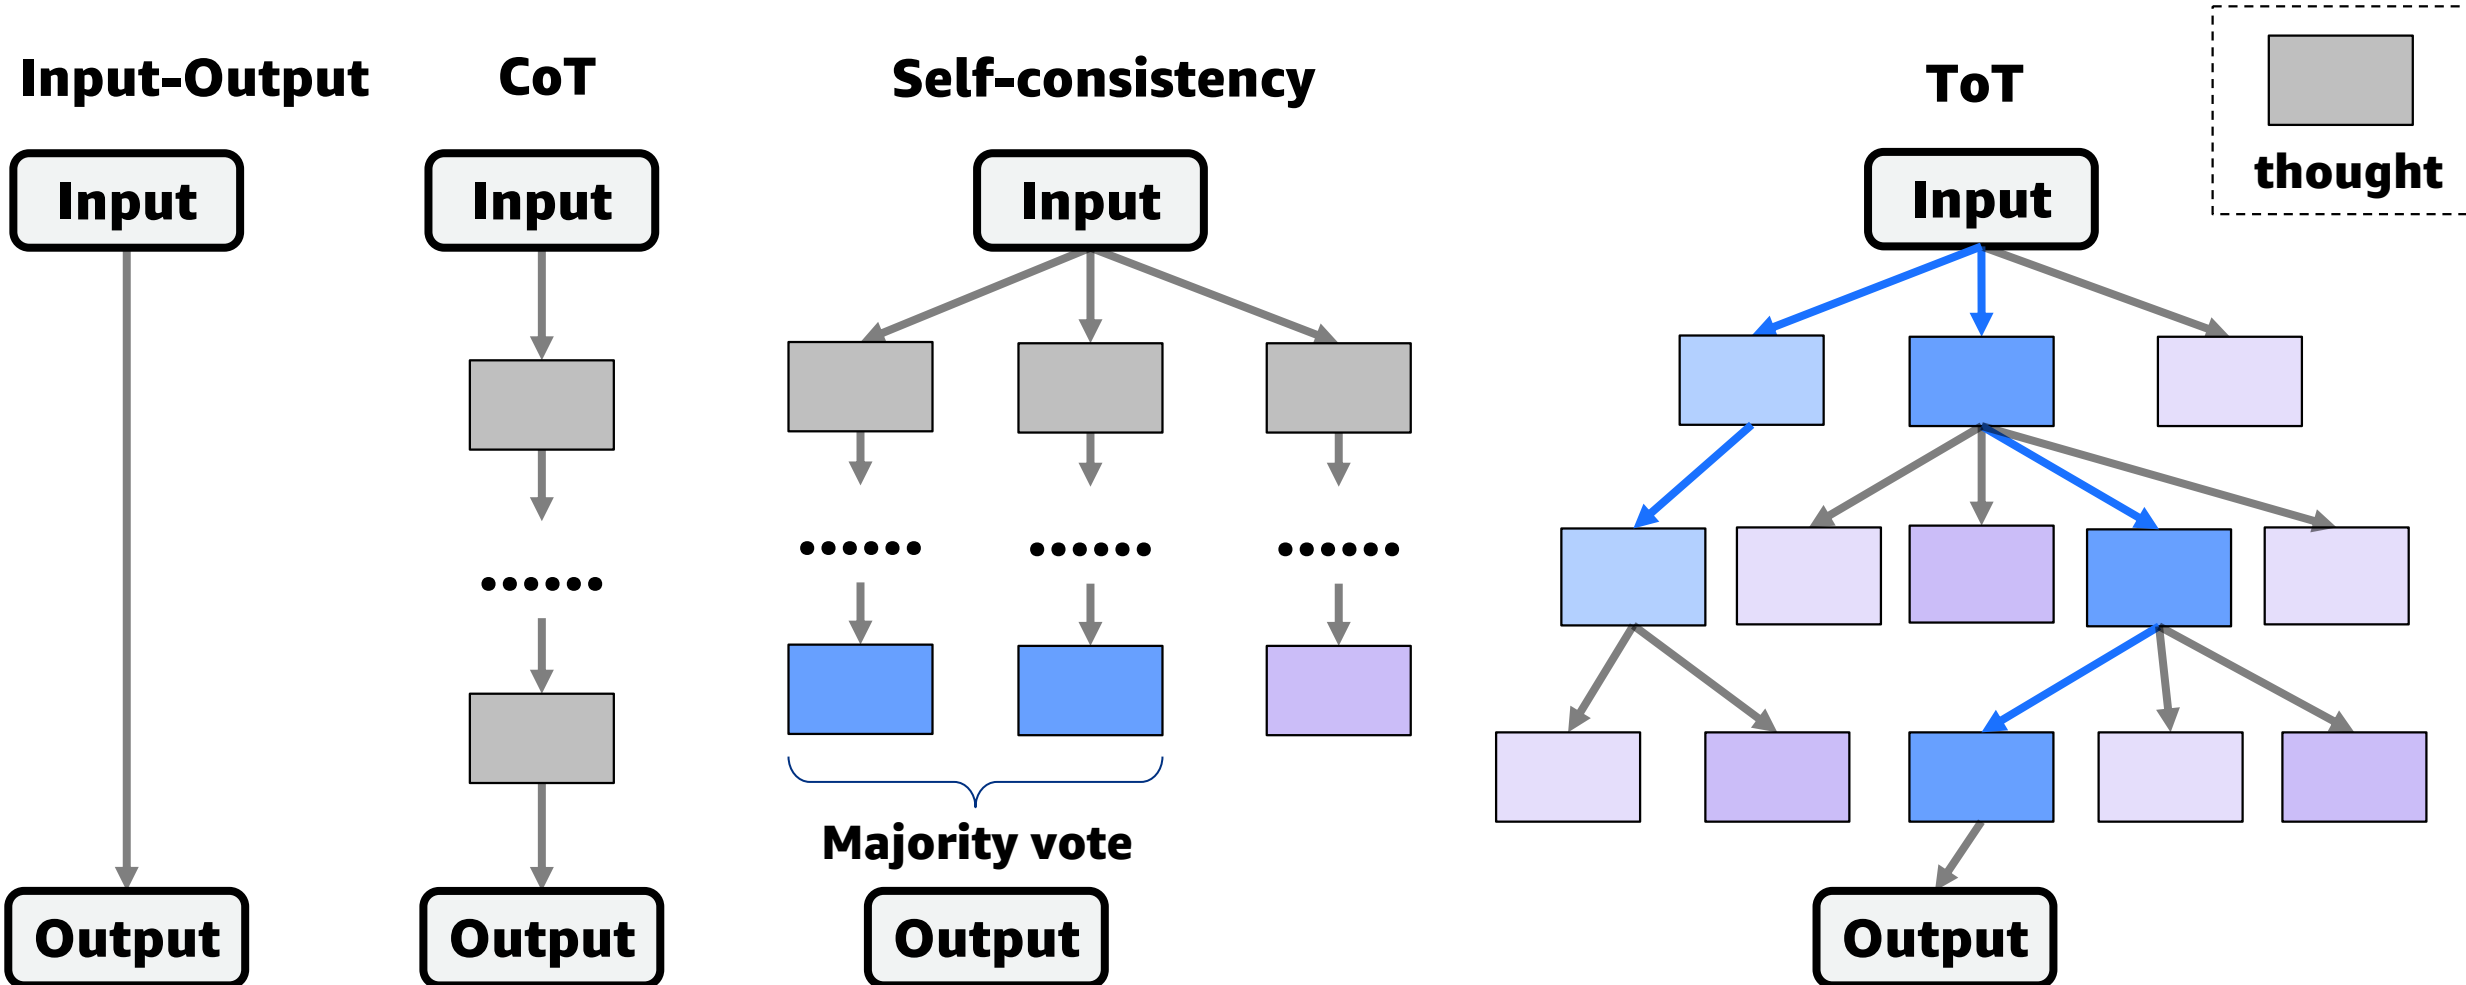 Input-Output
CoT
Self-consistency
ToT
thought
Input
Input
Input
Input
......
......
......
......
Majority vote
Output
Output
Output
Output